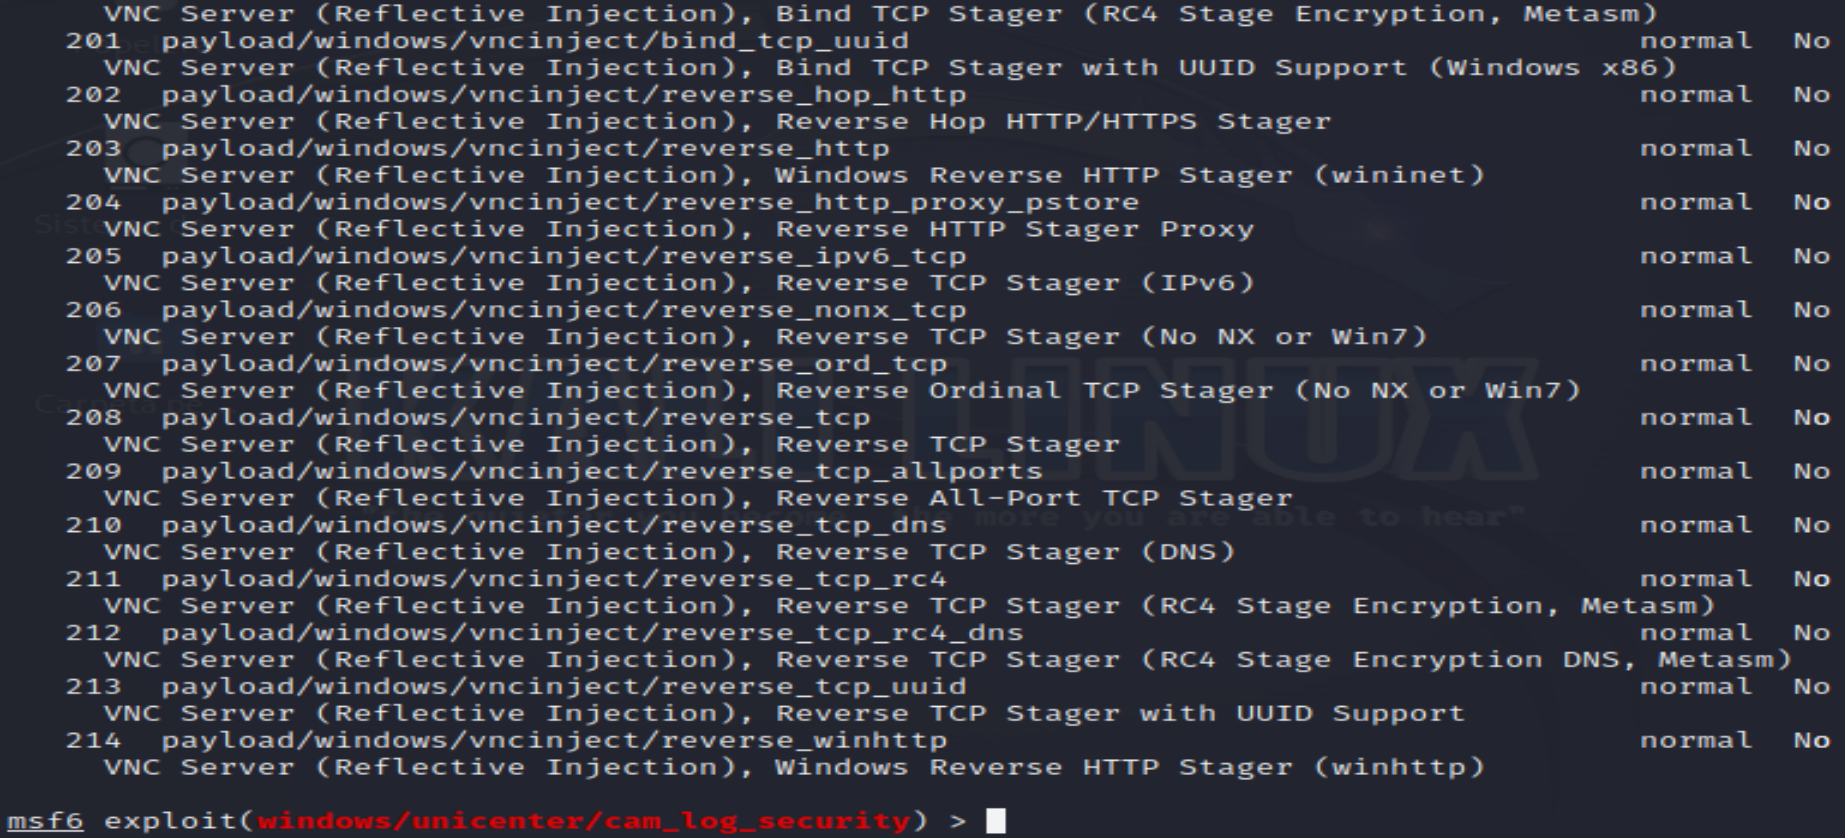 VNC Server (Reflective Injection), Bind TCP Stager (RC4 Stage Encryption, Metasm)
201 payload/windows/vncinject/bind_tcp_uuid normal No
VNC Server (Reflective Injection), Bind TCP Stager with UUID Support (Windows x86)
202 payload/windows/vncinject/reverse_hop_http normal No
VNC Server (Reflective Injection), Reverse Hop HTTP/HTTPS Stager
203 payload/windows/vncinject/reverse_http normal No
VNC Server (Reflective Injection), Windows Reverse HTTP Stager (wininet)
204 payload/windows/vncinject/reverse_http_proxy_pstore normal No
VNC Server (Reflective Injection), Reverse HTTP Stager Proxy
205 payload/windows/vncinject/reverse_ipv6_tcp normal No
VNC Server (Reflective Injection), Reverse TCP Stager (IPv6)
206 payload/windows/vncinject/reverse_nonx_tcp normal No
VNC Server (Reflective Injection), Reverse TCP Stager (No NX or Win7)
207 payload/windows/vncinject/reverse_ord_tcp normal No
VNC Server (Reflective Injection), Reverse Ordinal TCP Stager (No NX or Win7)
208 payload/windows/vncinject/reverse_tcp normal No
VNC Server (Reflective Injection), Reverse TCP Stager
209 payload/windows/vncinject/reverse_tcp_allports normal No
VNC Server (Reflective Injection), Reverse All-Port TCP Stager
210 payload/windows/vncinject/reverse_tcp_dns normal No
VNC Server (Reflective Injection), Reverse TCP Stager (DNS)
211 payload/windows/vncinject/reverse_tcp_rc4 normal No
VNC Server (Reflective Injection), Reverse TCP Stager (RC4 Stage Encryption, Metasm)
212 payload/windows/vncinject/reverse_tcp_rc4_dns normal No
VNC Server (Reflective Injection), Reverse TCP Stager (RC4 Stage Encryption DNS, Metasm)
213 payload/windows/vncinject/reverse_tcp_uuid normal No
VNC Server (Reflective Injection), Reverse TCP Stager with UUID Support
214 payload/windows/vncinject/reverse_winhttp normal No
VNC Server (Reflective Injection), Windows Reverse HTTP Stager (winhttp)
msf6 exploit(windows/unicenter/cam_log_security) >
LINUX
the more you are able to hear"